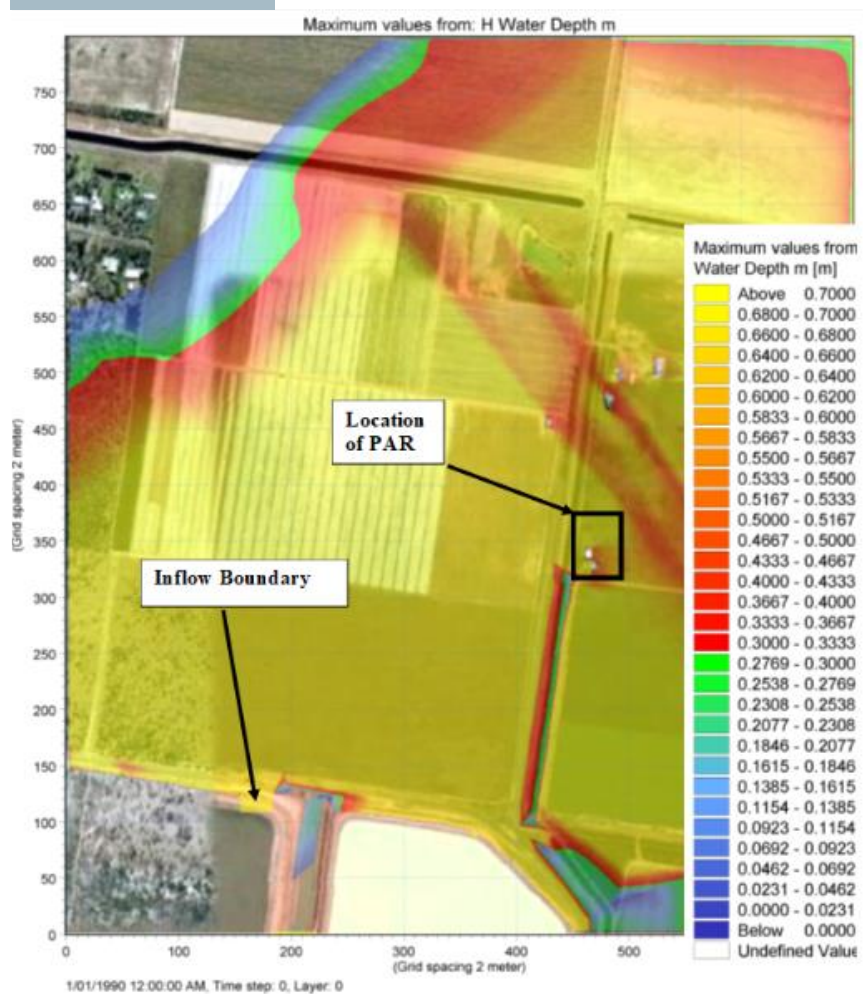 Maximum values from: H Water Depth m
750
700
650
600
550
500
450
400
350
300
250
200
150
100
50
0
(Grid spacing 2 meter)
Location
of PAR
Inflow Boundary
Maximum values from
Water Depth m [m]
Above 0.7000
0.6800 - 0.7000
0.6600 - 0.6800
0.6400 - 0.6600
0.6200 - 0.6400
0.6000 - 0.6200
0.5833 - 0.6000
0.5667 - 0.5833
0.5500 - 0.5667
0.5333 - 0.5500
0.5167 - 0.5333
0.5000 - 0.5167
0.4667 - 0.5000
0.4333 - 0.4667
0.4000 - 0.4333
0.3667 - 0.4000
0.3333 - 0.3667
0.3000 - 0.3333
0.2769 - 0.3000
0.2538 - 0.2769
0.2308 - 0.2538
0.2077 - 0.2308
0.1846 - 0.2077
0.1615 - 0.1846
0.1385 - 0.1615
0.1154 - 0.1385
0.0923 - 0.1154
0.0692 - 0.0923
0.0462 - 0.0692
0.0231 - 0.0462
0.0000 - 0.0231
Below 0.0000
Undefined Value
0 100 200 300 400 500
(Grid spacing 2 meter)
1/01/1990 12:00:00 AM, Time step: 0, Layer: 0